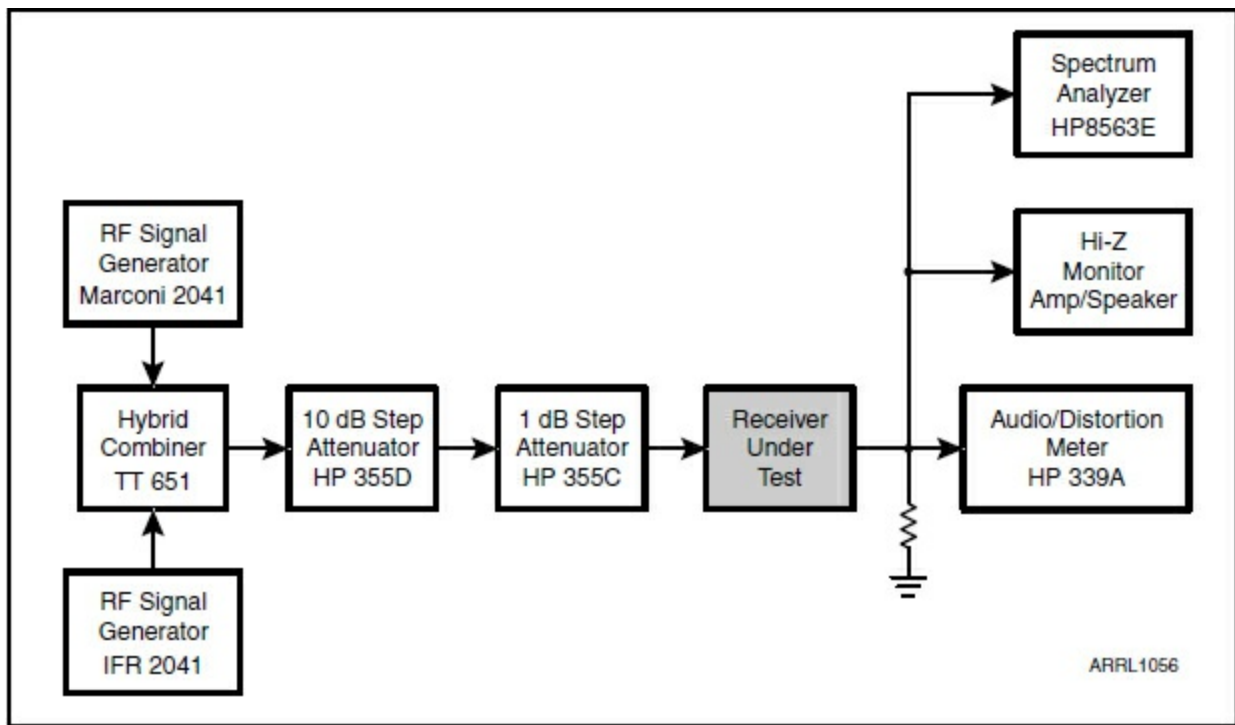 RF Signal
Generator
Marconi 2041
Hybrid
Combiner
TT 651
RF Signal
Generator
IFR 2041
10 dB Step
Attenuator
HP 355D
1 dB Step
Attenuator
HP 355C
Receiver
Under
Test
Spectrum
Analyzer
HP8563E
Hi-Z
Monitor
Amp/Speaker
Audio/Distortion
Meter
HP 339A
ARRL1056